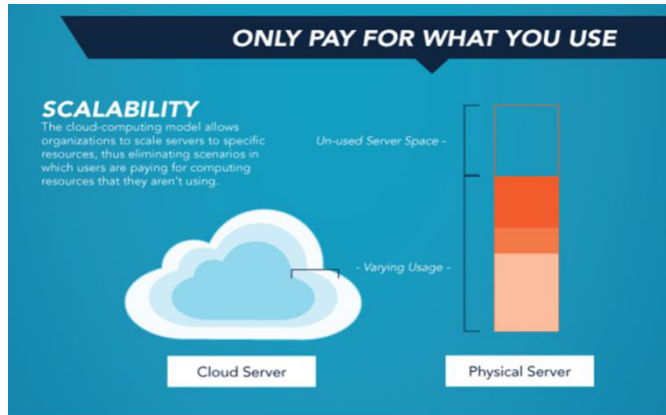 ONLY PAY FOR WHAT YOU USE
SCALABILITY
The cloud-computing model allows
organizations to scale servers to specific
resources, thus eliminating scenarios in
which users are paying for computing
resources that they aren't using.
Un-used Server Space -
- Varying Usage -
Cloud Server
Physical Server